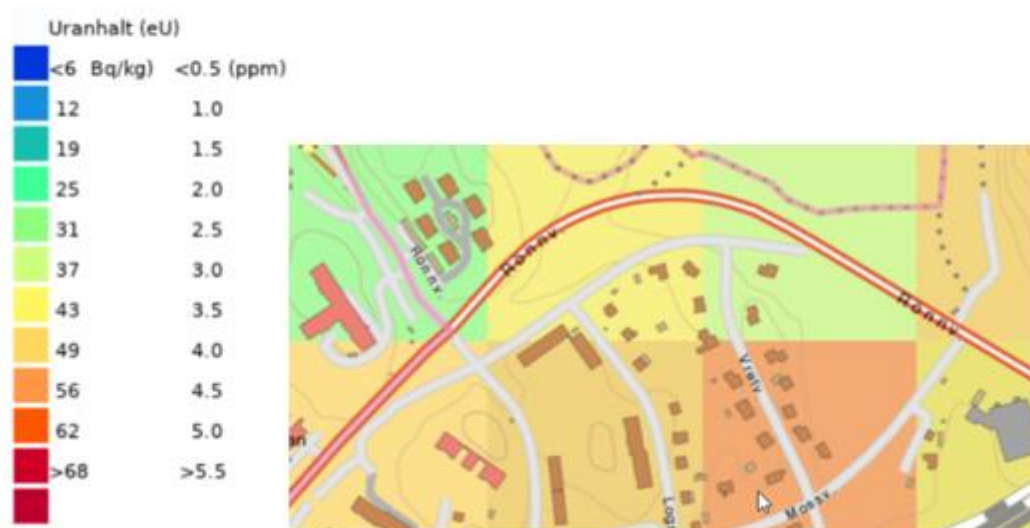 Uranhalt (eU)
<6 Bq/kg) <0.5 (ppm)
12 1.0
19 1.5
25 2.0
31 2.5
37 3.0
43 3.5
49 4.0
56 4.5
62 5.0
>68 >5.5
Rönnv.
Rönnv.
Rönnv.
Vrålv.
an
Mossv.